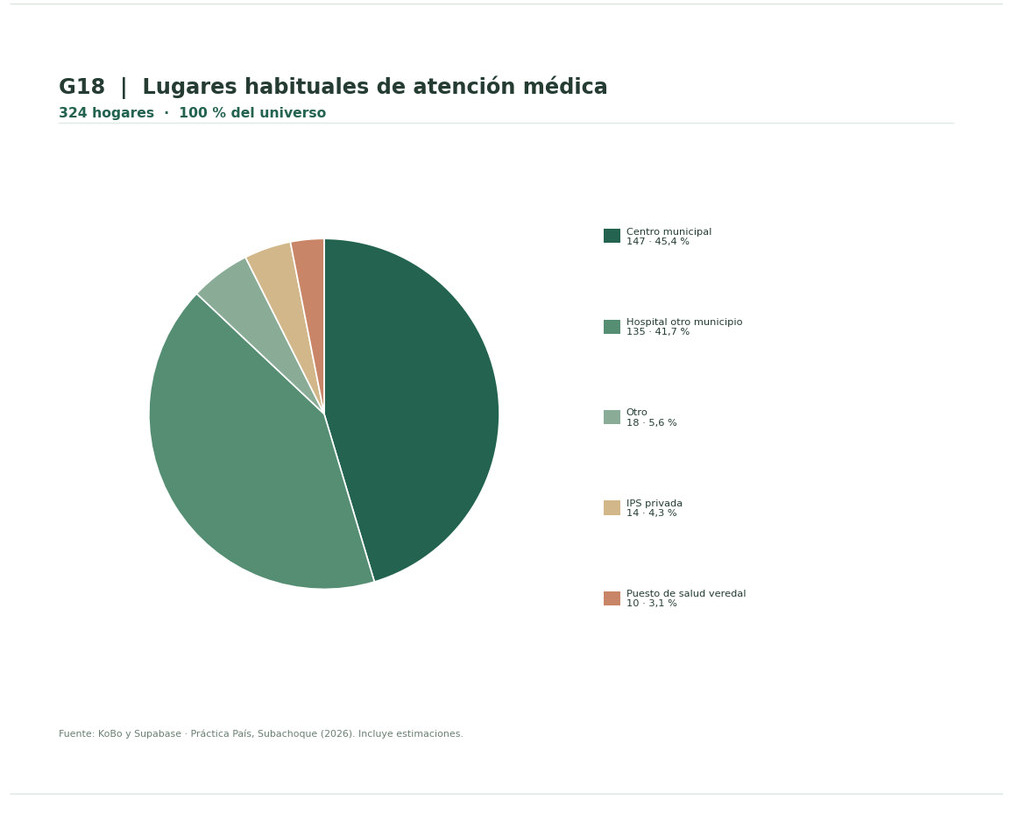 G18 | Lugares habituales de atención médica
324 hogares · 100 % del universo
Centro municipal
147 · 45,4 %
Hospital otro municipio
135 · 41,7 %
Otro
18 · 5,6 %
IPS privada
14 · 4,3 %
Puesto de salud veredal
10 · 3,1 %
Fuente: KoBo y Supabase · Práctica País, Subachoque (2026). Incluye estimaciones.